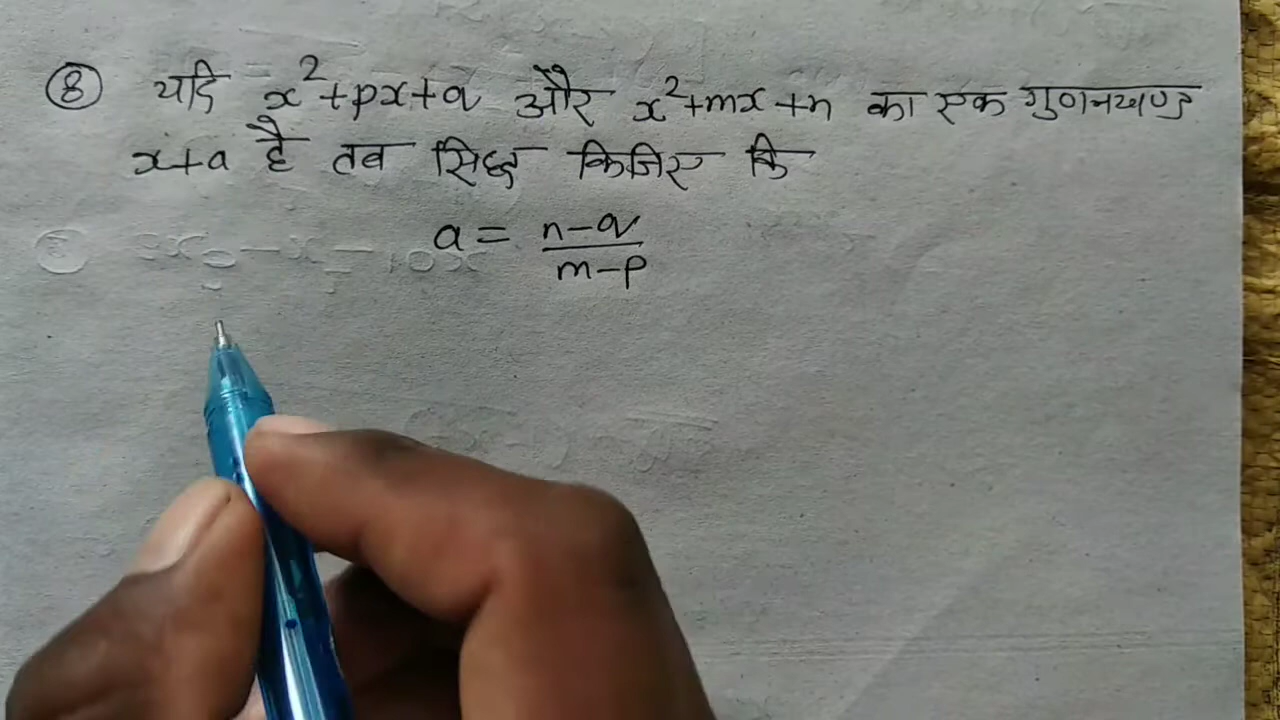 ⑧ यदि x²+px+q और x²+mx+n का एक गुणनखण्ड
x+a है तब सिद्ध किजिए कि
a = n-q / m-p